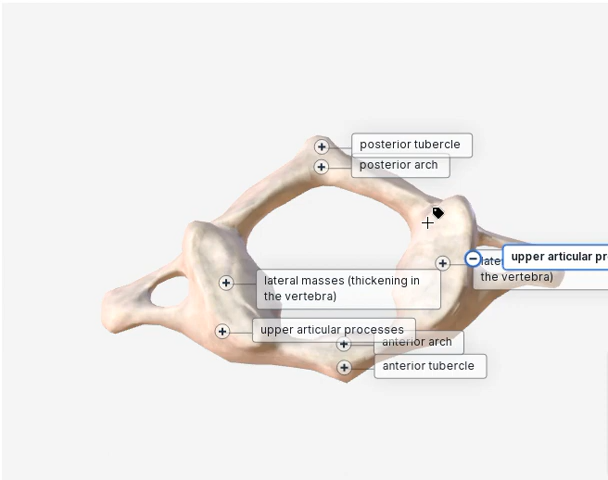 posterior tubercle
posterior arch
upper articular pr
the vertebra)
lateral masses (thickening in
the vertebra)
upper articular processes
anterior arch
anterior tubercle